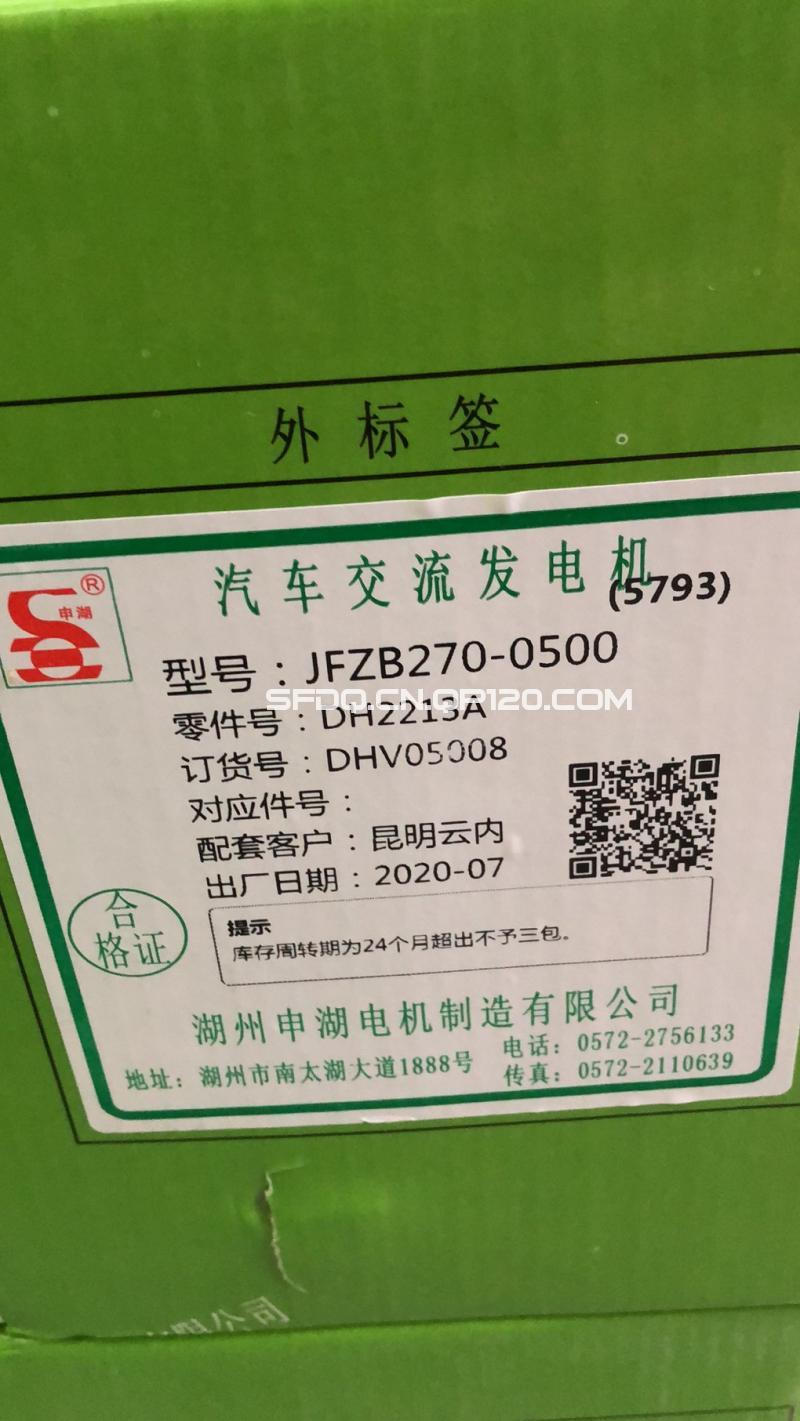 外标签
汽车交流发电机
(5793)
®
申湖
型号：JFZB270-0500
SFDQ.CN.QP120.COM
零件号：DH2213A
订货号：DHV05008
对应件号：
配套客户：昆明云内
出厂日期：2020-07
合格证
提示
库存周转期为24个月超出不予三包。
湖州申湖电机制造有限公司
地址：湖州市南太湖大道1888号
电话：0572-2756133
传真：0572-2110639
限公司